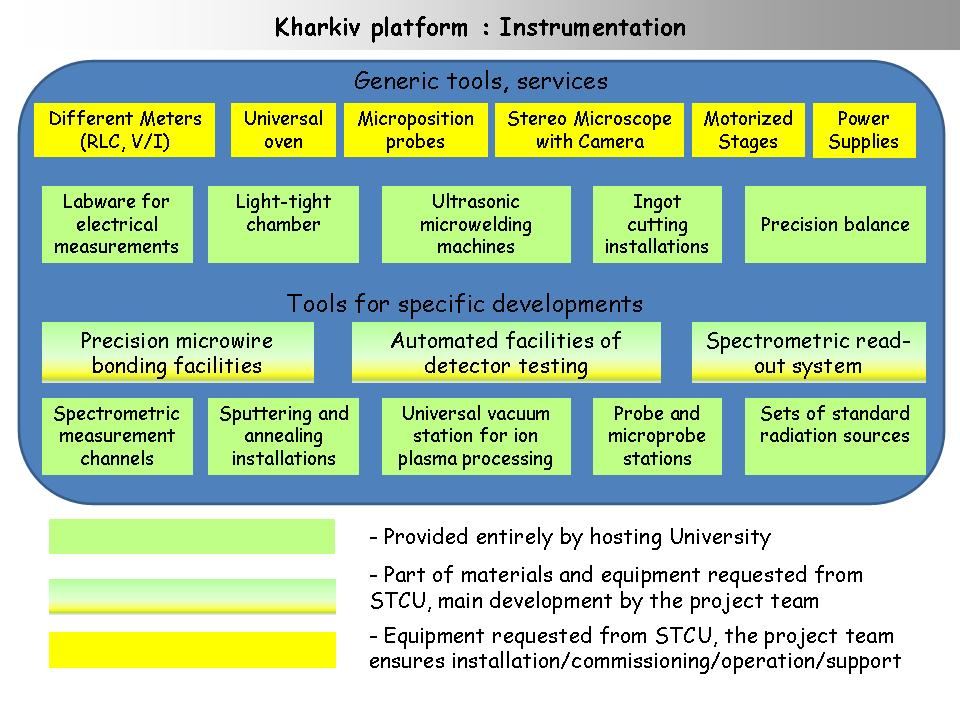 Kharkiv platform : Instrumentation
Generic tools, services
Different Meters
(RLC, V/I)
Universal
oven
Microposition
probes
Stereo Microscope
with Camera
Motorized
Stages
Power
Supplies
Labware for
electrical
measurements
Light-tight
chamber
Ultrasonic
microwelding
machines
Ingot
cutting
installations
Precision balance
Tools for specific developments
Precision microwire
bonding facilities
Automated facilities of
detector testing
Spectrometric read-
out system
Spectrometric
measurement
channels
Sputtering and
annealing
installations
Universal vacuum
station for ion
plasma processing
Probe and
microprobe
stations
Sets of standard
radiation sources
- Provided entirely by hosting University
- Part of materials and equipment requested from
STCU, main development by the project team
- Equipment requested from STCU, the project team
ensures installation/commissioning/operation/support